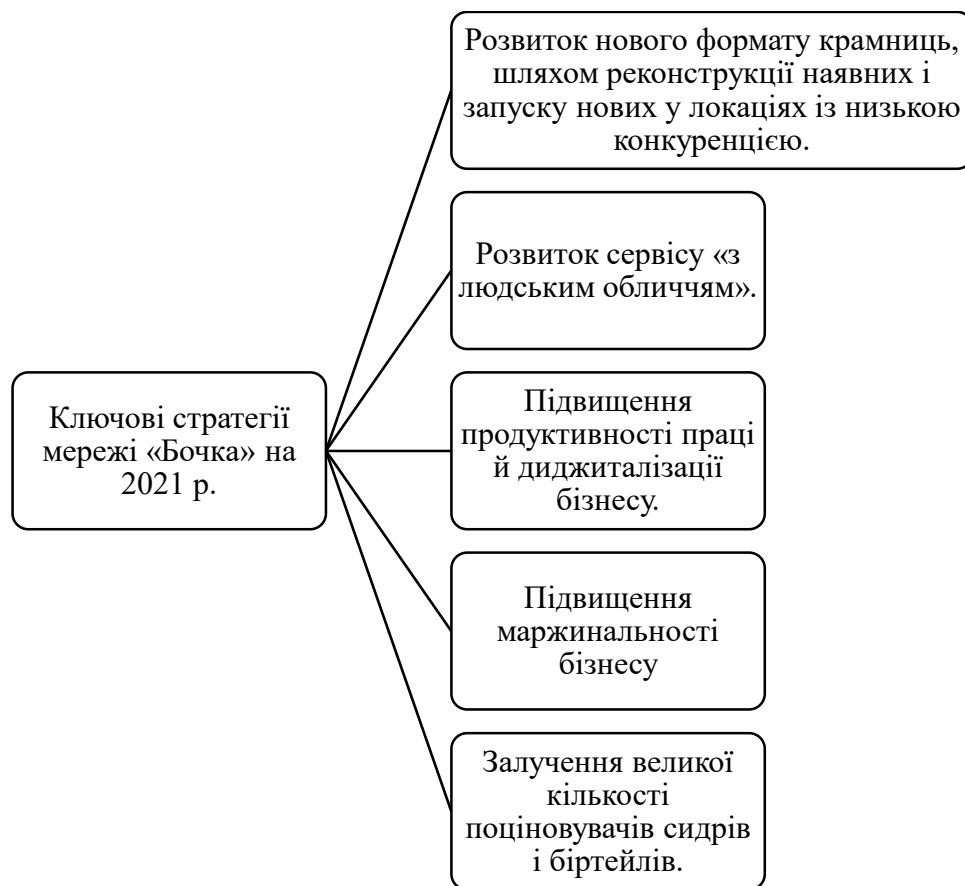 Розвиток нового формату крамниць,
шляхом реконструкції наявних і
запуску нових у локаціях із низькою
конкуренцією.
Розвиток сервісу «з
людським обличчям».
Ключові стратегії
мережі «Бочка» на
2021 р.
Підвищення
продуктивності праці
й диджиталізації
бізнесу.
Підвищення
маржинальності
бізнесу
Залучення великої
кількості
поціновувачів сидрів
і біртейлів.